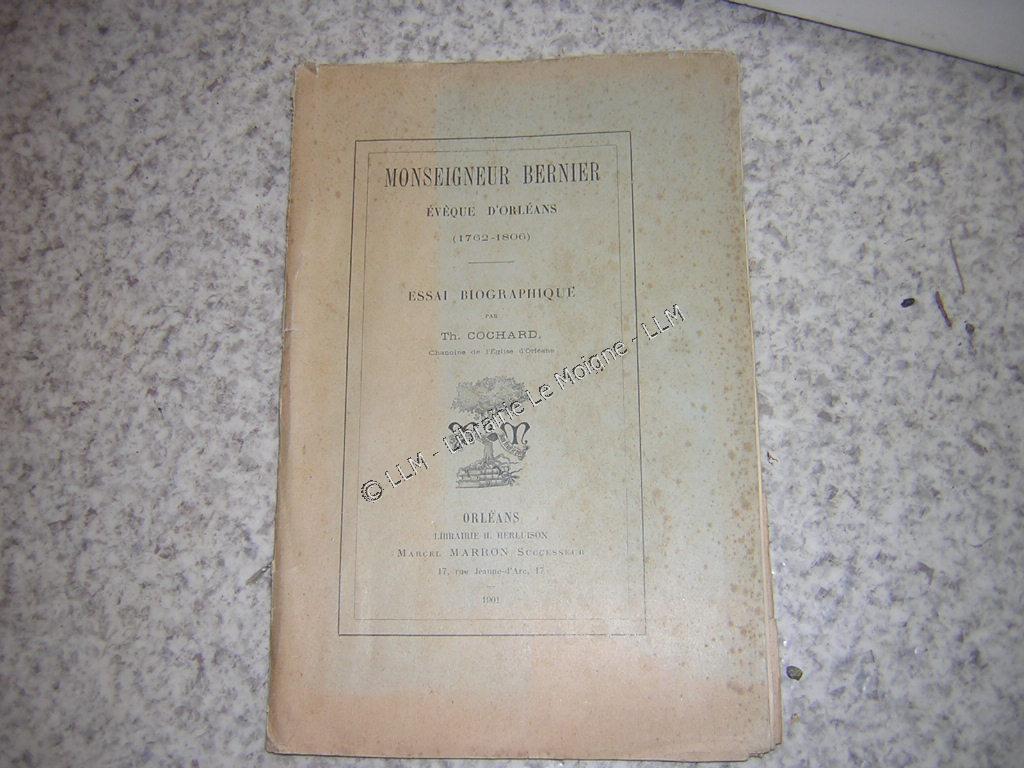 MONSEIGNEUR BERNIER
ÉVÊQUE D'ORLÉANS
(1762-1806)
ESSAI BIOGRAPHIQUE
PAR
Th. COCHARD,
Chanoine de l'Église d'Orléans
© LLM - Librairie Le Moigne - LLM
M M
ORLÉANS
LIBRAIRIE H. HERLUISON
MARCEL MARRON SUCCESSEUR
17, rue Jeanne-d'Arc, 17
1901